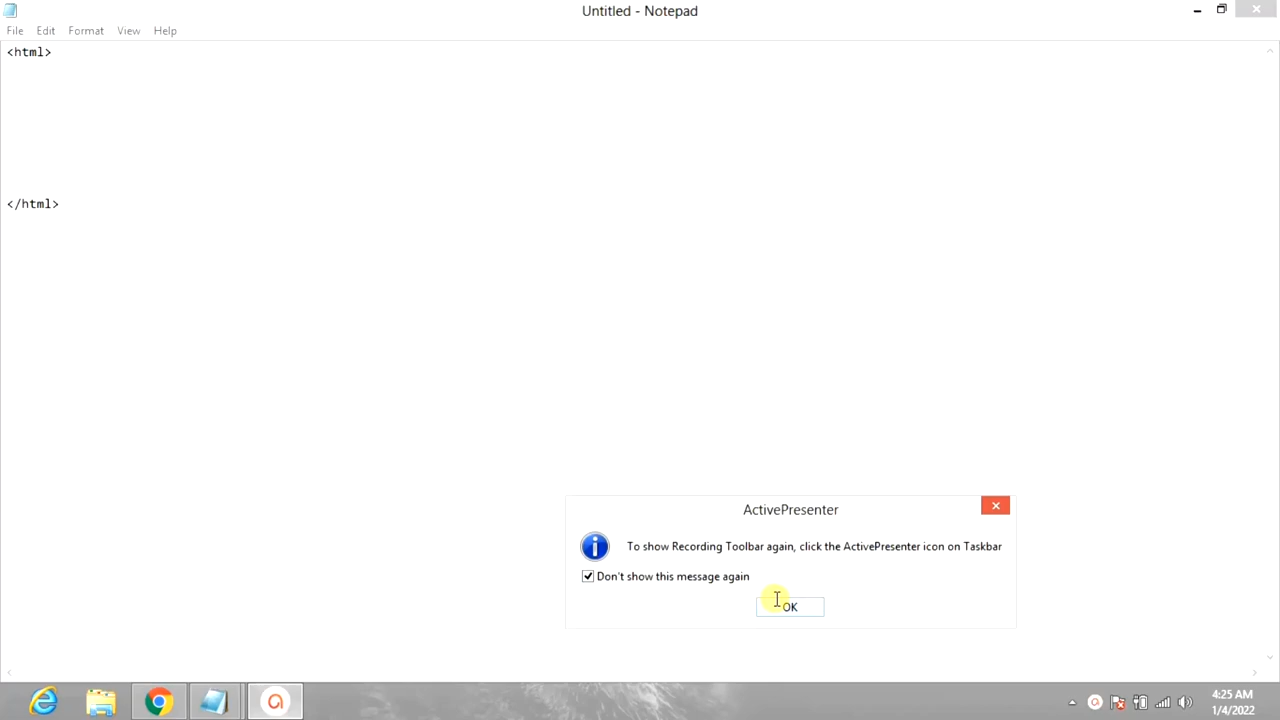 Untitled - Notepad
File Edit Format View Help
<html>
</html>
ActivePresenter
To show Recording Toolbar again, click the ActivePresenter icon on Taskbar
Don't show this message again
OK
4:25 AM
1/4/2022